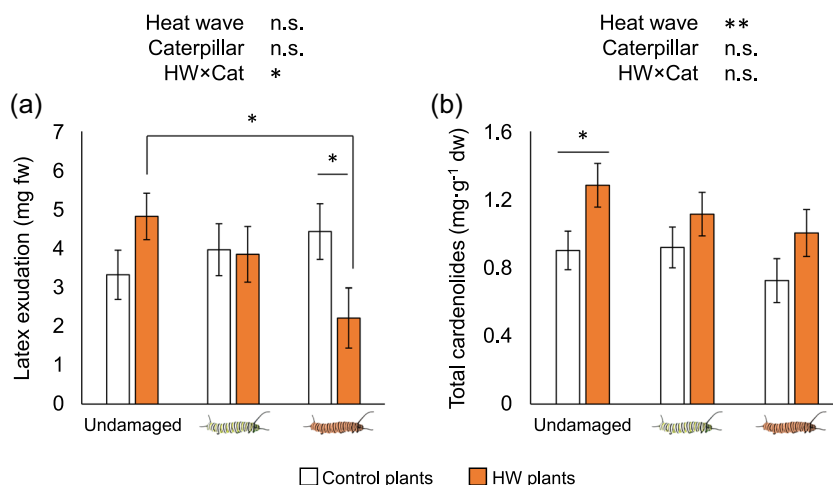 Heat wave n.s.
Caterpillar n.s.
HW×Cat *
Heat wave **
Caterpillar n.s.
HW×Cat n.s.
(a)
*
*
7
6
5
4
3
2
1
0
Latex exudation (mg fw)
Undamaged
(b)
*
1.6
1.2
0.8
0.4
0
Total cardenolides (mg·g⁻¹ dw)
Undamaged
Control plants HW plants